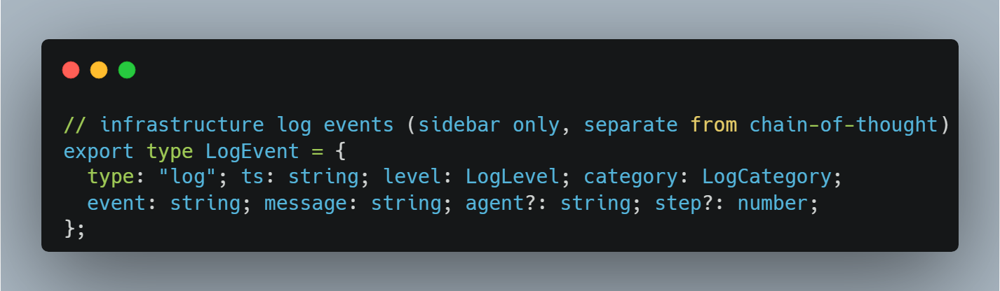 // infrastructure log events (sidebar only, separate from chain-of-thought)
export type LogEvent = {
  type: "log"; ts: string; level: LogLevel; category: LogCategory;
  event: string; message: string; agent?: string; step?: number;
};